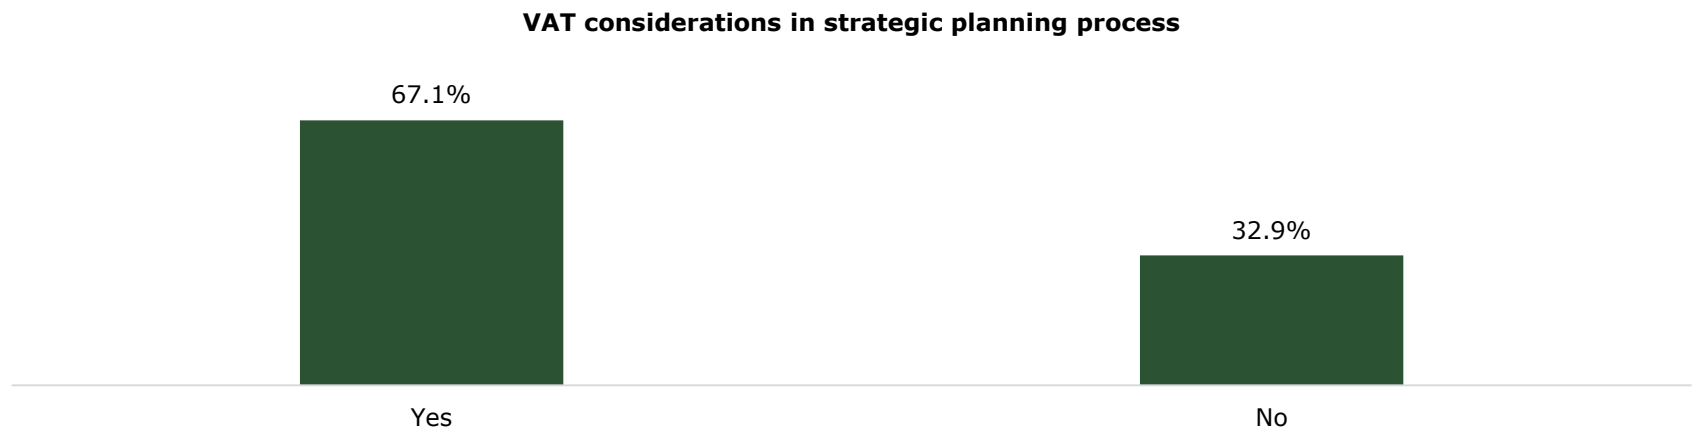 VAT considerations in strategic planning process
67.1%
32.9%
Yes
No